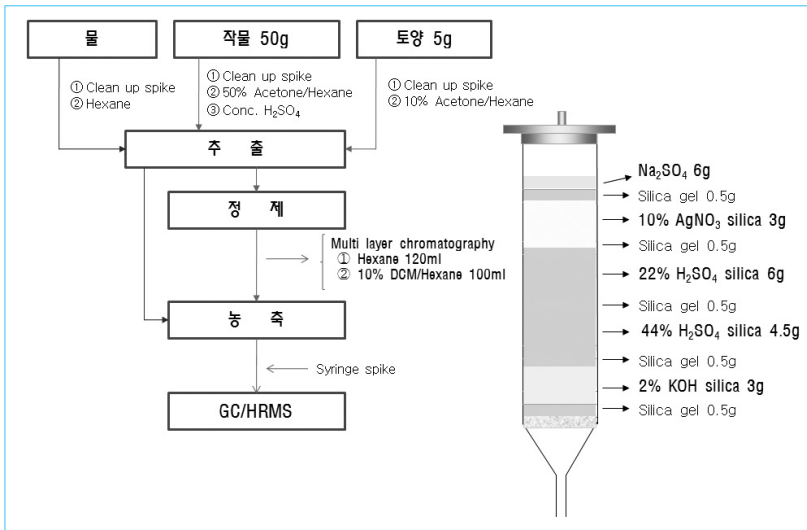 물
작물 50g
토양 5g
① Clean up spike
② Hexane
① Clean up spike
② 50% Acetone/Hexane
③ Conc. H₂SO₄
① Clean up spike
② 10% Acetone/Hexane
추 출
정 제
Multi layer chromatography
① Hexane 120ml
② 10% DCM/Hexane 100ml
농 축
Syringe spike
GC/HRMS
Na₂SO₄ 6g
Silica gel 0.5g
10% AgNO₃ silica 3g
Silica gel 0.5g
22% H₂SO₄ silica 6g
Silica gel 0.5g
44% H₂SO₄ silica 4.5g
Silica gel 0.5g
2% KOH silica 3g
Silica gel 0.5g